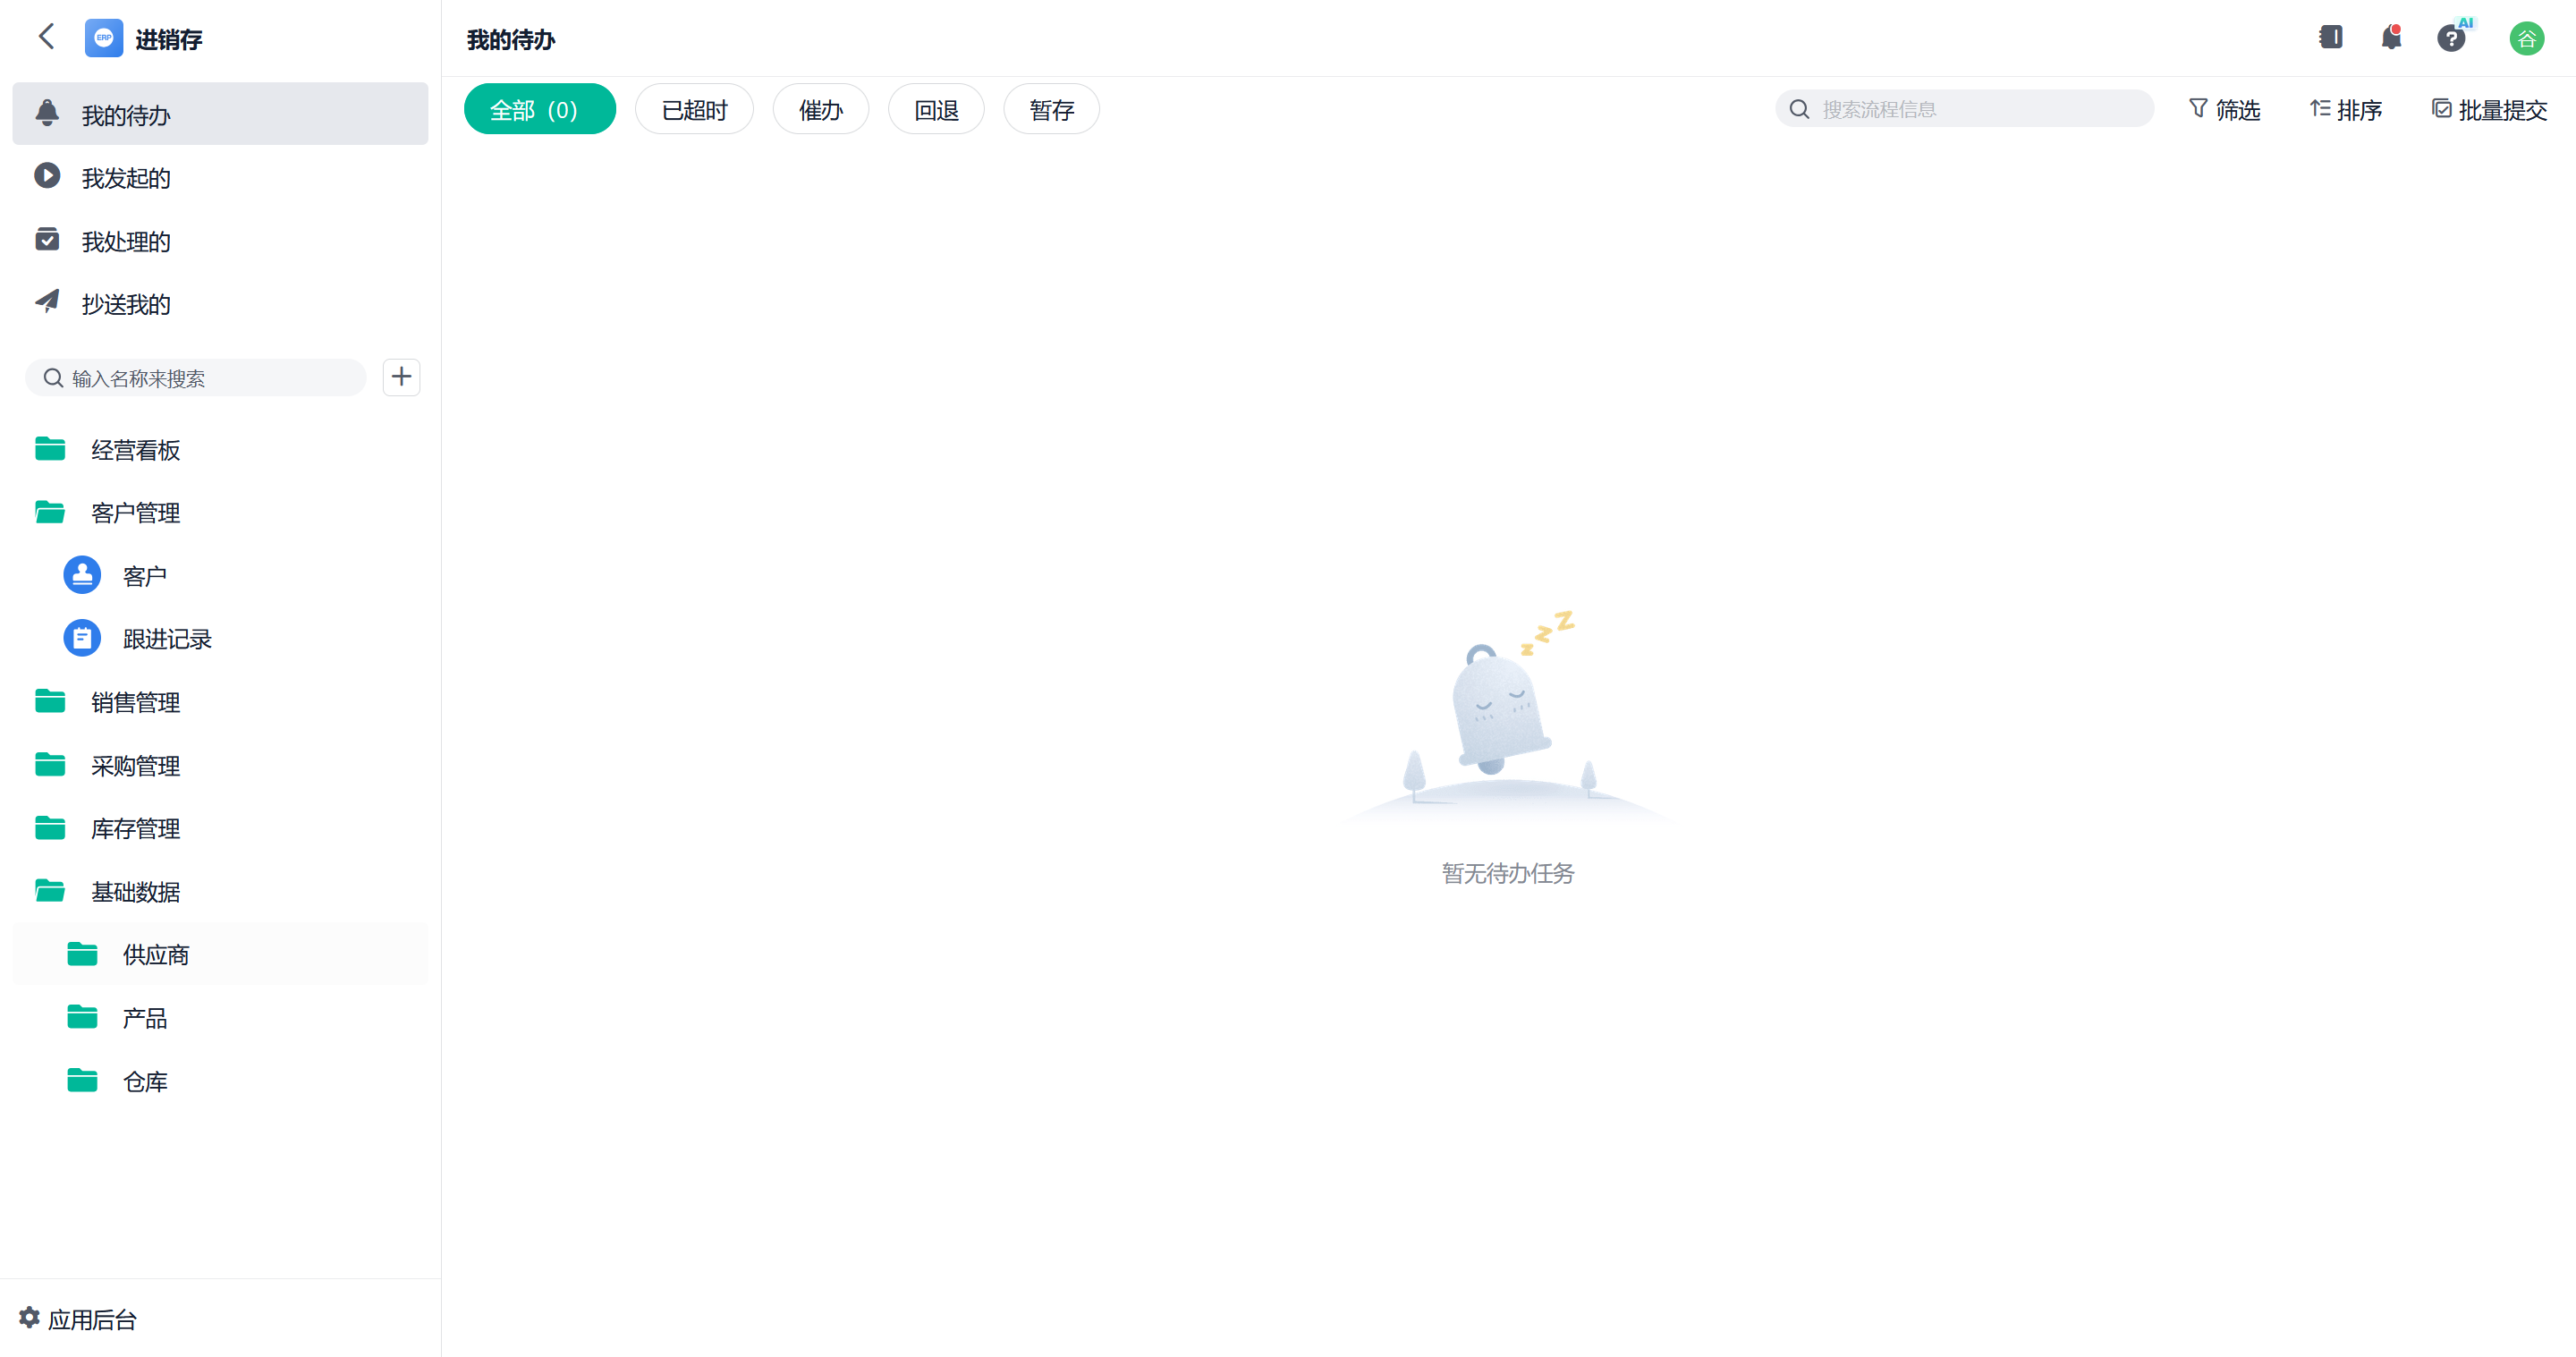 ERP 进销存
我的待办
我发起的
我处理的
抄送我的
输入名称来搜索
经营看板
客户管理
客户
跟进记录
销售管理
采购管理
库存管理
基础数据
供应商
产品
仓库
应用后台
我的待办
AI
谷
全部（0） 已超时 催办 回退 暂存 搜索流程信息 筛选 排序 批量提交
z z z
暂无待办任务